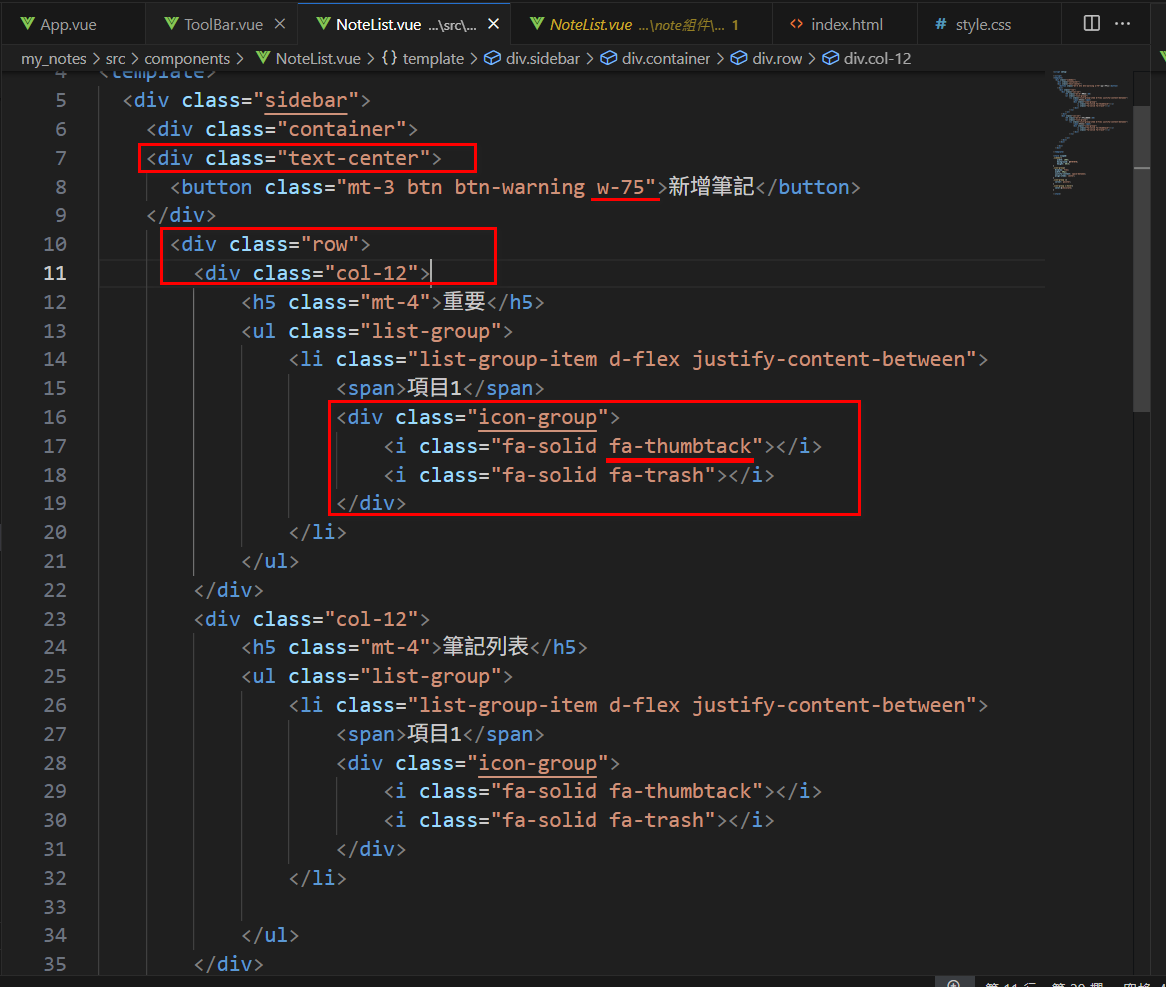 App.vue ToolBar.vue NoteList.vue ...\src\... NoteList.vue ...\note組件\... 1 index.html # style.css
my_notes > src > components > NoteList.vue > {} template > div.sidebar > div.container > div.row > div.col-12
4 <template>
5 <div class="sidebar">
6 <div class="container">
7 <div class="text-center">
8 <button class="mt-3 btn btn-warning w-75">新增筆記</button>
9 </div>
10 <div class="row">
11 <div class="col-12">
12 <h5 class="mt-4">重要</h5>
13 <ul class="list-group">
14 <li class="list-group-item d-flex justify-content-between">
15 <span>項目1</span>
16 <div class="icon-group">
17 <i class="fa-solid fa-thumbtack"></i>
18 <i class="fa-solid fa-trash"></i>
19 </div>
20 </li>
21 </ul>
22 </div>
23 <div class="col-12">
24 <h5 class="mt-4">筆記列表</h5>
25 <ul class="list-group">
26 <li class="list-group-item d-flex justify-content-between">
27 <span>項目1</span>
28 <div class="icon-group">
29 <i class="fa-solid fa-thumbtack"></i>
30 <i class="fa-solid fa-trash"></i>
31 </div>
32 </li>
33
34 </ul>
35 </div>